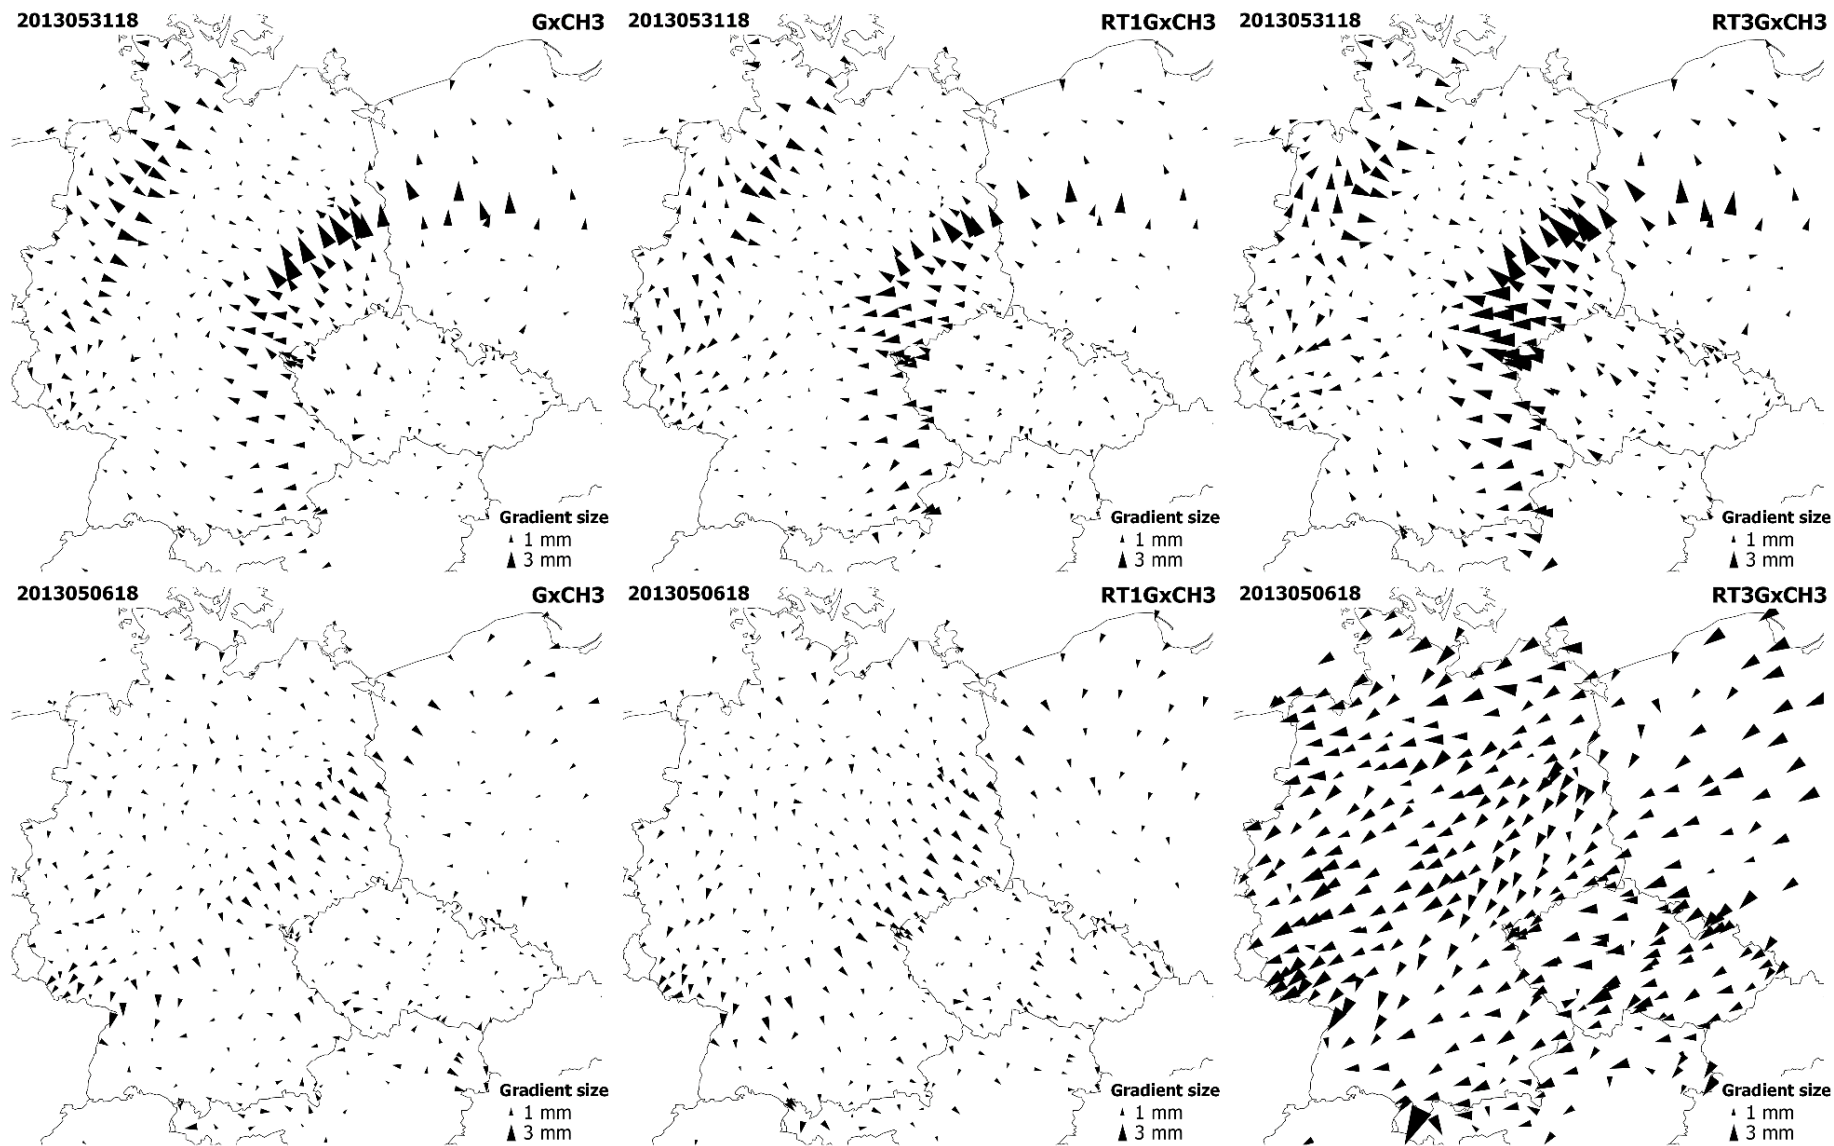 2013053118 GxCH3
2013053118 RT1GxCH3
2013053118 RT3GxCH3
Gradient size
1 mm
3 mm
Gradient size
1 mm
3 mm
Gradient size
1 mm
3 mm
2013050618 GxCH3
2013050618 RT1GxCH3
2013050618 RT3GxCH3
Gradient size
1 mm
3 mm
Gradient size
1 mm
3 mm
Gradient size
1 mm
3 mm